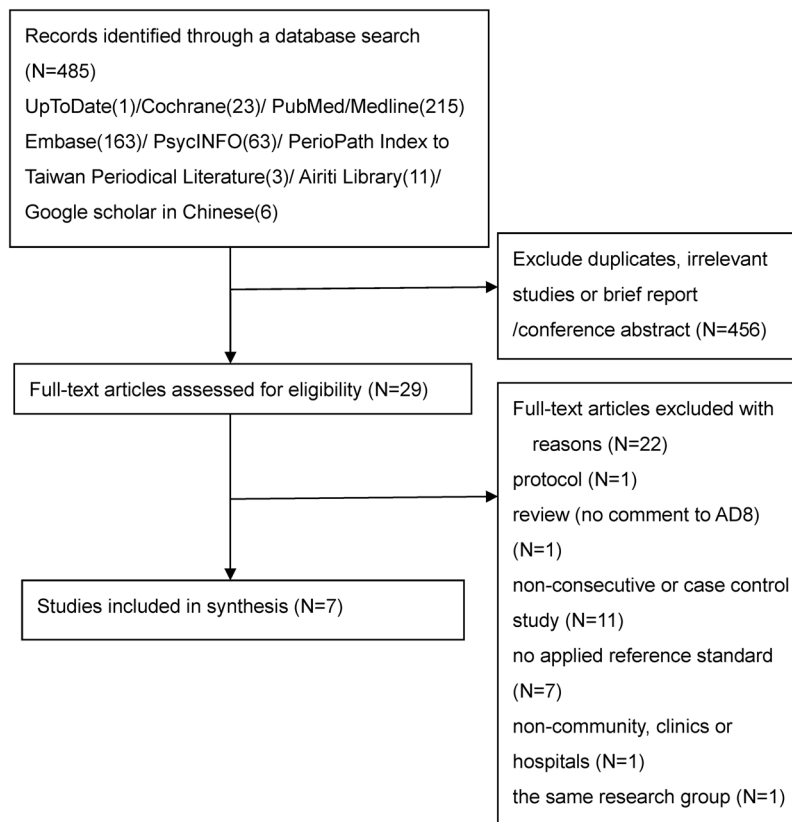 Records identified through a database search
(N=485)
UpToDate(1)/Cochrane(23)/ PubMed/Medline(215)
Embase(163)/ PsycINFO(63)/ PerioPath Index to
Taiwan Periodical Literature(3)/ Airiti Library(11)/
Google scholar in Chinese(6)
Exclude duplicates, irrelevant
studies or brief report
/conference abstract (N=456)
Full-text articles assessed for eligibility (N=29)
Full-text articles excluded with
reasons (N=22)
protocol (N=1)
review (no comment to AD8)
(N=1)
non-consecutive or case control
study (N=11)
no applied reference standard
(N=7)
non-community, clinics or
hospitals (N=1)
the same research group (N=1)
Studies included in synthesis (N=7)